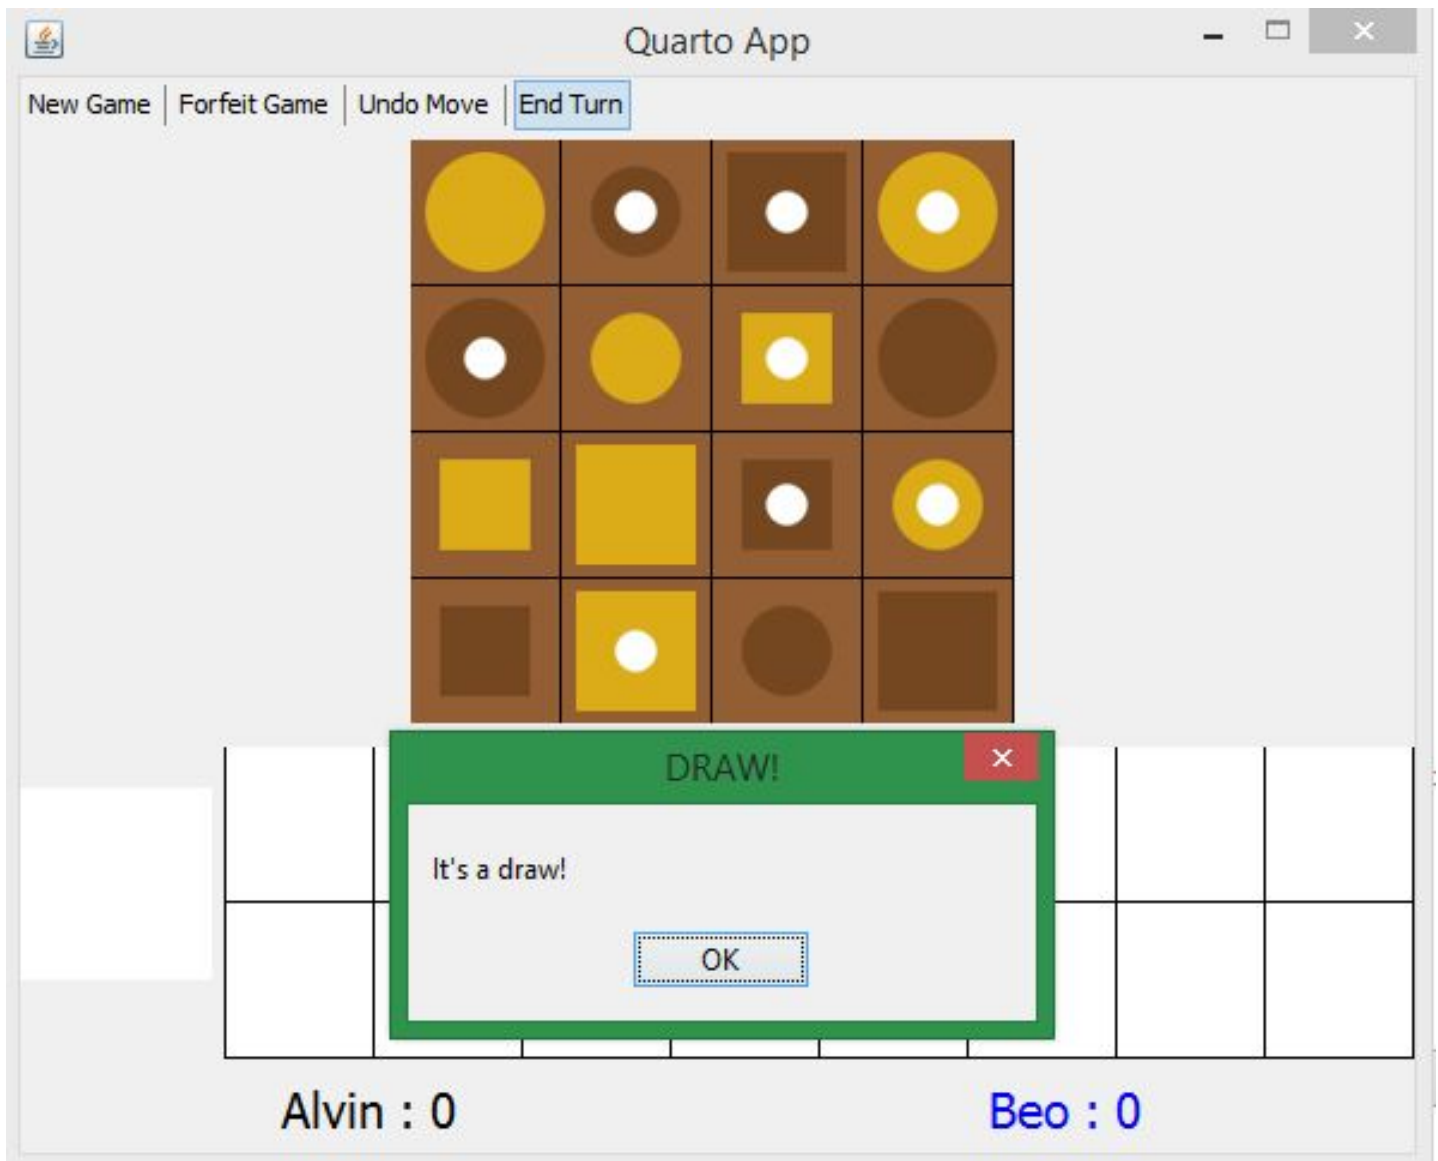 Quarto App
New Game Forfeit Game Undo Move End Turn
DRAW!
It's a draw!
OK
Alvin : 0 Beo : 0